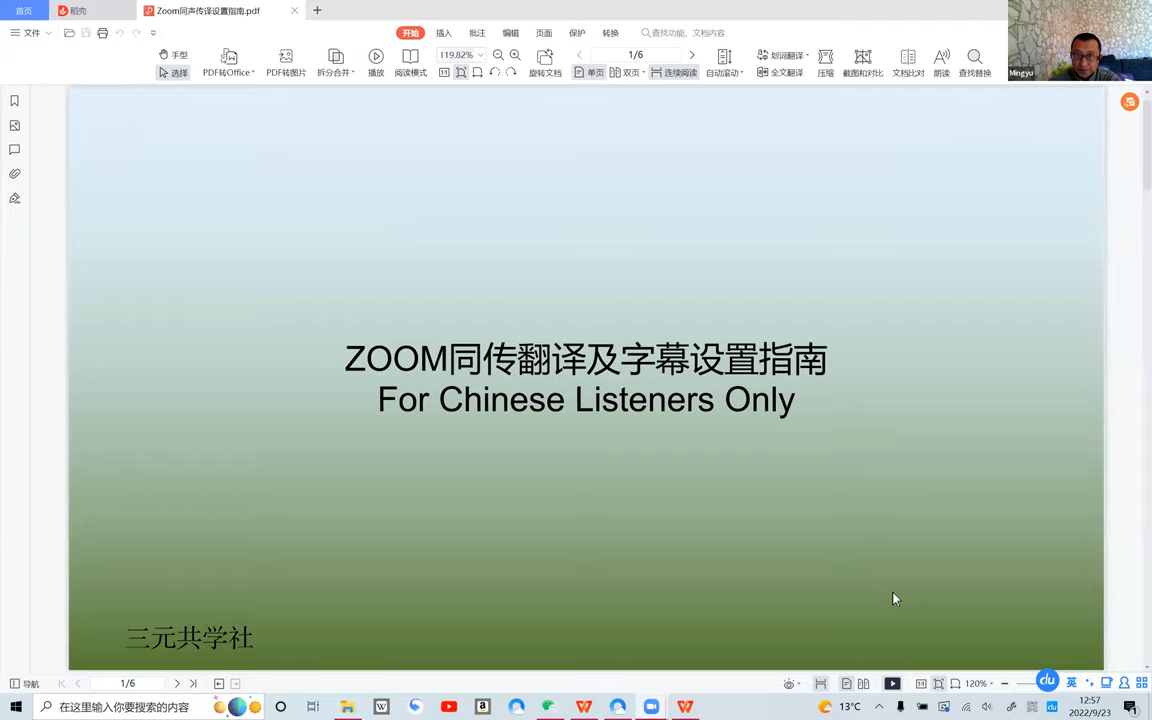 首页
稻壳
Zoom同声传译设置指南.pdf
文件
开始 插入 批注 编辑 页面 保护 转换 查找功能、文档内容
手型
选择
PDF转Office
PDF转图片
拆分合并
播放
阅读模式
119.82%
旋转文档
1/6
单页
双页
连续阅读
自动滚动
划词翻译
全文翻译
压缩
截图和对比
文档比对
朗读
查找替换
Mingyu
ZOOM同传翻译及字幕设置指南
For Chinese Listeners Only
三元共学社
导航
1/6
120%
du
英
在这里输入你要搜索的内容
13°C
12:57
2022/9/23